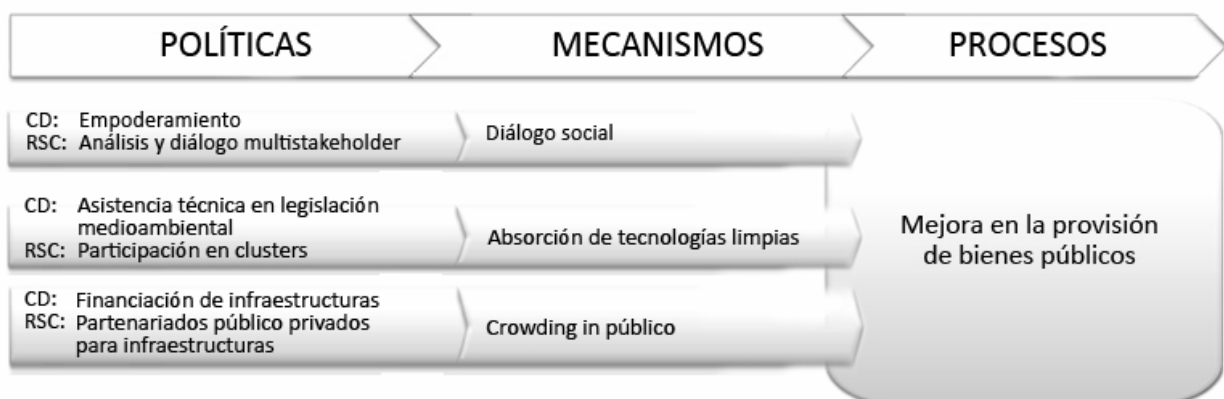 POLÍTICAS
MECANISMOS
PROCESOS
CD: Empoderamiento
RSC: Análisis y diálogo multistakeholder
Diálogo social
CD: Asistencia técnica en legislación
medioambiental
RSC: Participación en clusters
Absorción de tecnologías limpias
CD: Financiación de infraestructuras
RSC: Partenariados público privados
para infraestructuras
Crowding in público
Mejora en la provisión
de bienes públicos